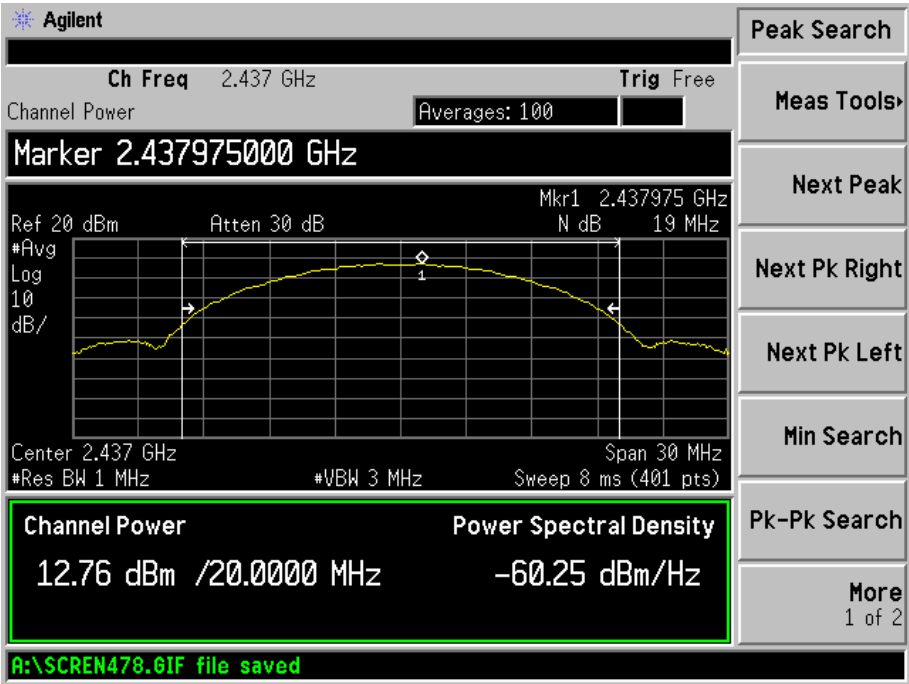 Agilent
Peak Search
Ch Freq 2.437 GHz Trig Free
Channel Power Averages: 100
Meas Tools
Marker 2.437975000 GHz
Next Peak
Mkr1 2.437975 GHz
Ref 20 dBm Atten 30 dB N dB 19 MHz
#Avg
Log
10
dB/
1
Next Pk Right
Next Pk Left
Center 2.437 GHz Span 30 MHz
#Res BW 1 MHz #VBW 3 MHz Sweep 8 ms (401 pts)
Min Search
Channel Power Power Spectral Density
12.76 dBm /20.0000 MHz -60.25 dBm/Hz
Pk-Pk Search
More
1 of 2
A:\SCREN478.GIF file saved